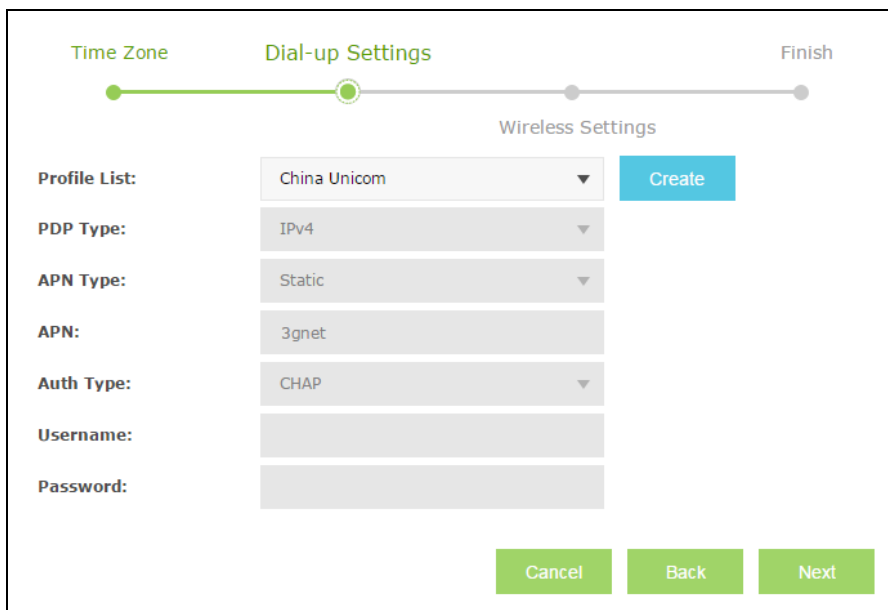 Time Zone
Dial-up Settings
Finish
Wireless Settings
Profile List: China Unicom Create
PDP Type: IPv4
APN Type: Static
APN: 3gnet
Auth Type: CHAP
Username:
Password:
Cancel Back Next